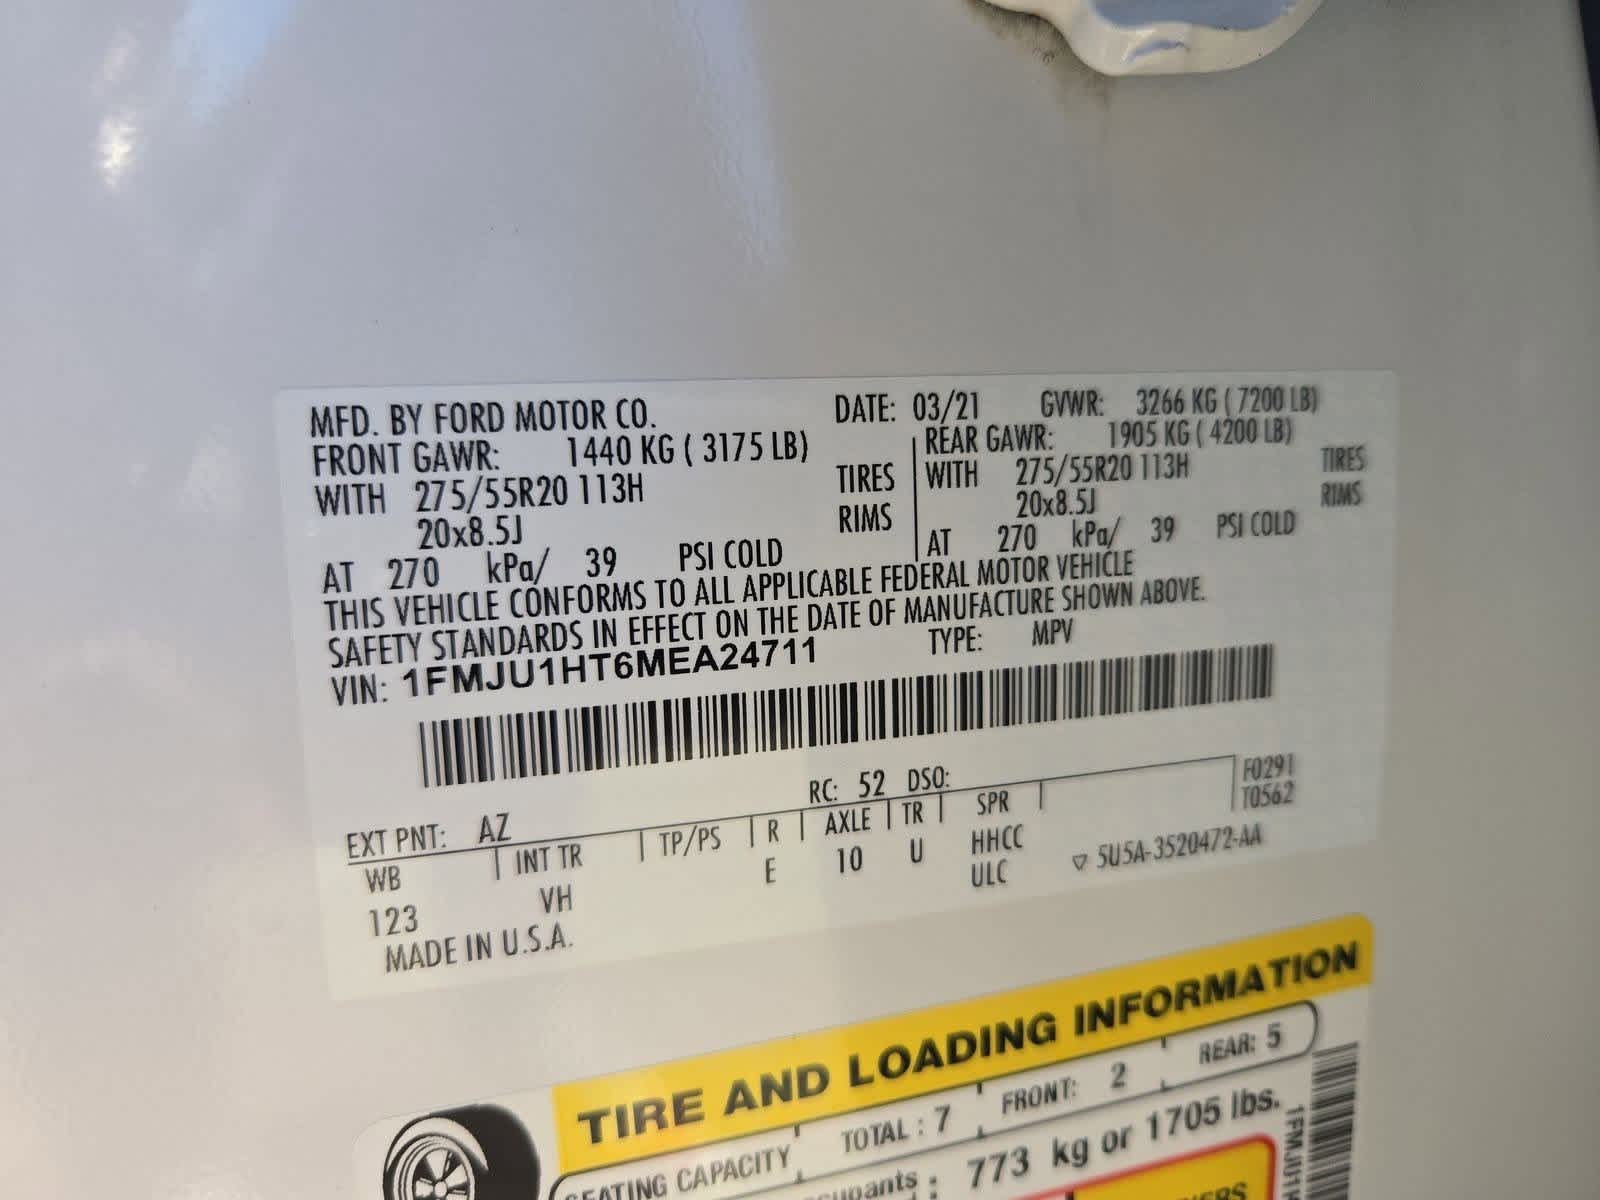 MFD. BY FORD MOTOR CO. DATE: 03/21 GVWR: 3266 KG ( 7200 LB)
FRONT GAWR: 1440 KG ( 3175 LB) REAR GAWR: 1905 KG ( 4200 LB)
WITH 275/55R20 113H TIRES WITH 275/55R20 113H TIRES
20x8.5J RIMS 20x8.5J RIMS
AT 270 kPa/ 39 PSI COLD AT 270 kPa/ 39 PSI COLD
THIS VEHICLE CONFORMS TO ALL APPLICABLE FEDERAL MOTOR VEHICLE
SAFETY STANDARDS IN EFFECT ON THE DATE OF MANUFACTURE SHOWN ABOVE.
VIN: 1FMJU1HT6MEA24711 TYPE: MPV
EXT PNT: AZ RC: 52 DSO: F0291
WB INT TR TP/PS R AXLE TR SPR T0562
123 VH E 10 U HHCC ▽ 5U5A-3520472-AA
ULC
MADE IN U.S.A.
TIRE AND LOADING INFORMATION
SEATING CAPACITY TOTAL : 7 FRONT: 2 REAR: 5
773 kg or 1705 lbs.